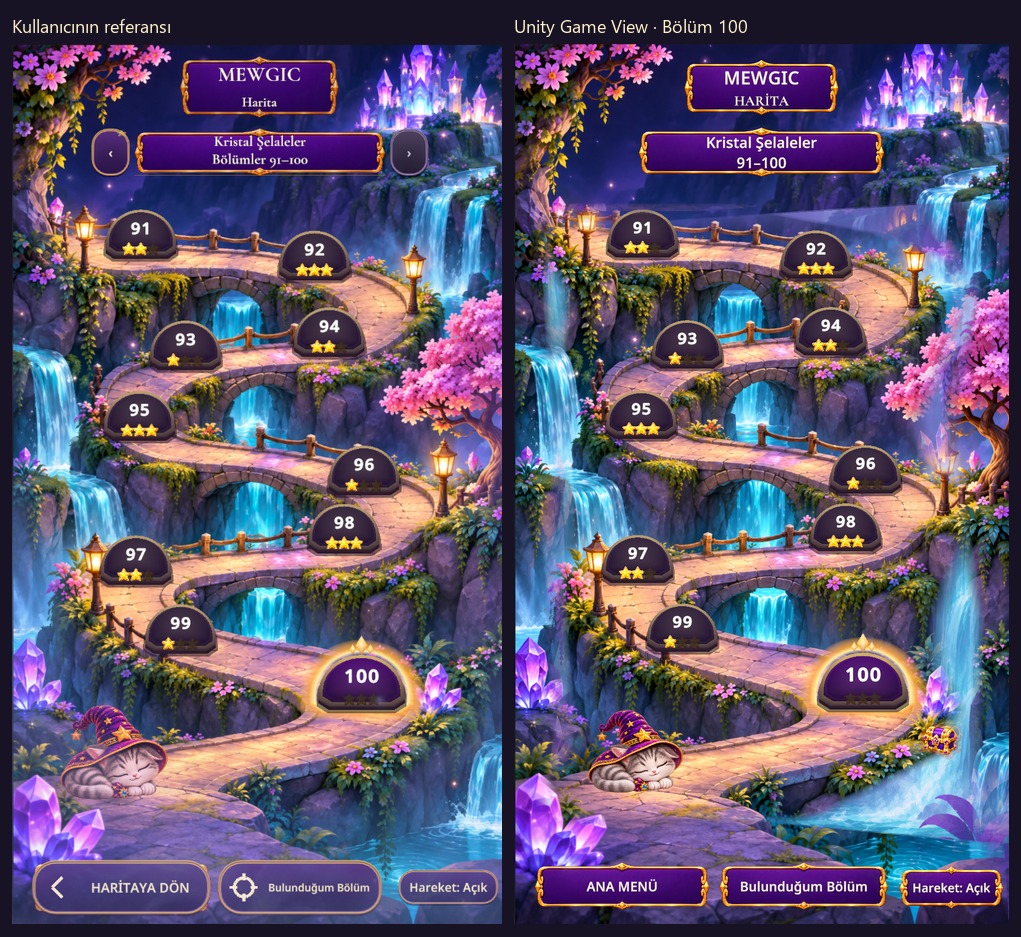 Kullanıcının referansı
MEWGIC
Harita
‹
Kristal Şelaleler
Bölümler 91–100
›
91
92
93
94
95
96
98
97
99
100
HARİTAYA DÖN
Bulunduğum Bölüm
Hareket: Açık
Unity Game View · Bölüm 100
MEWGIC
HARİTA
Kristal Şelaleler
91–100
91
92
93
94
95
96
98
97
99
100
ANA MENÜ
Bulunduğum Bölüm
Hareket: Açık